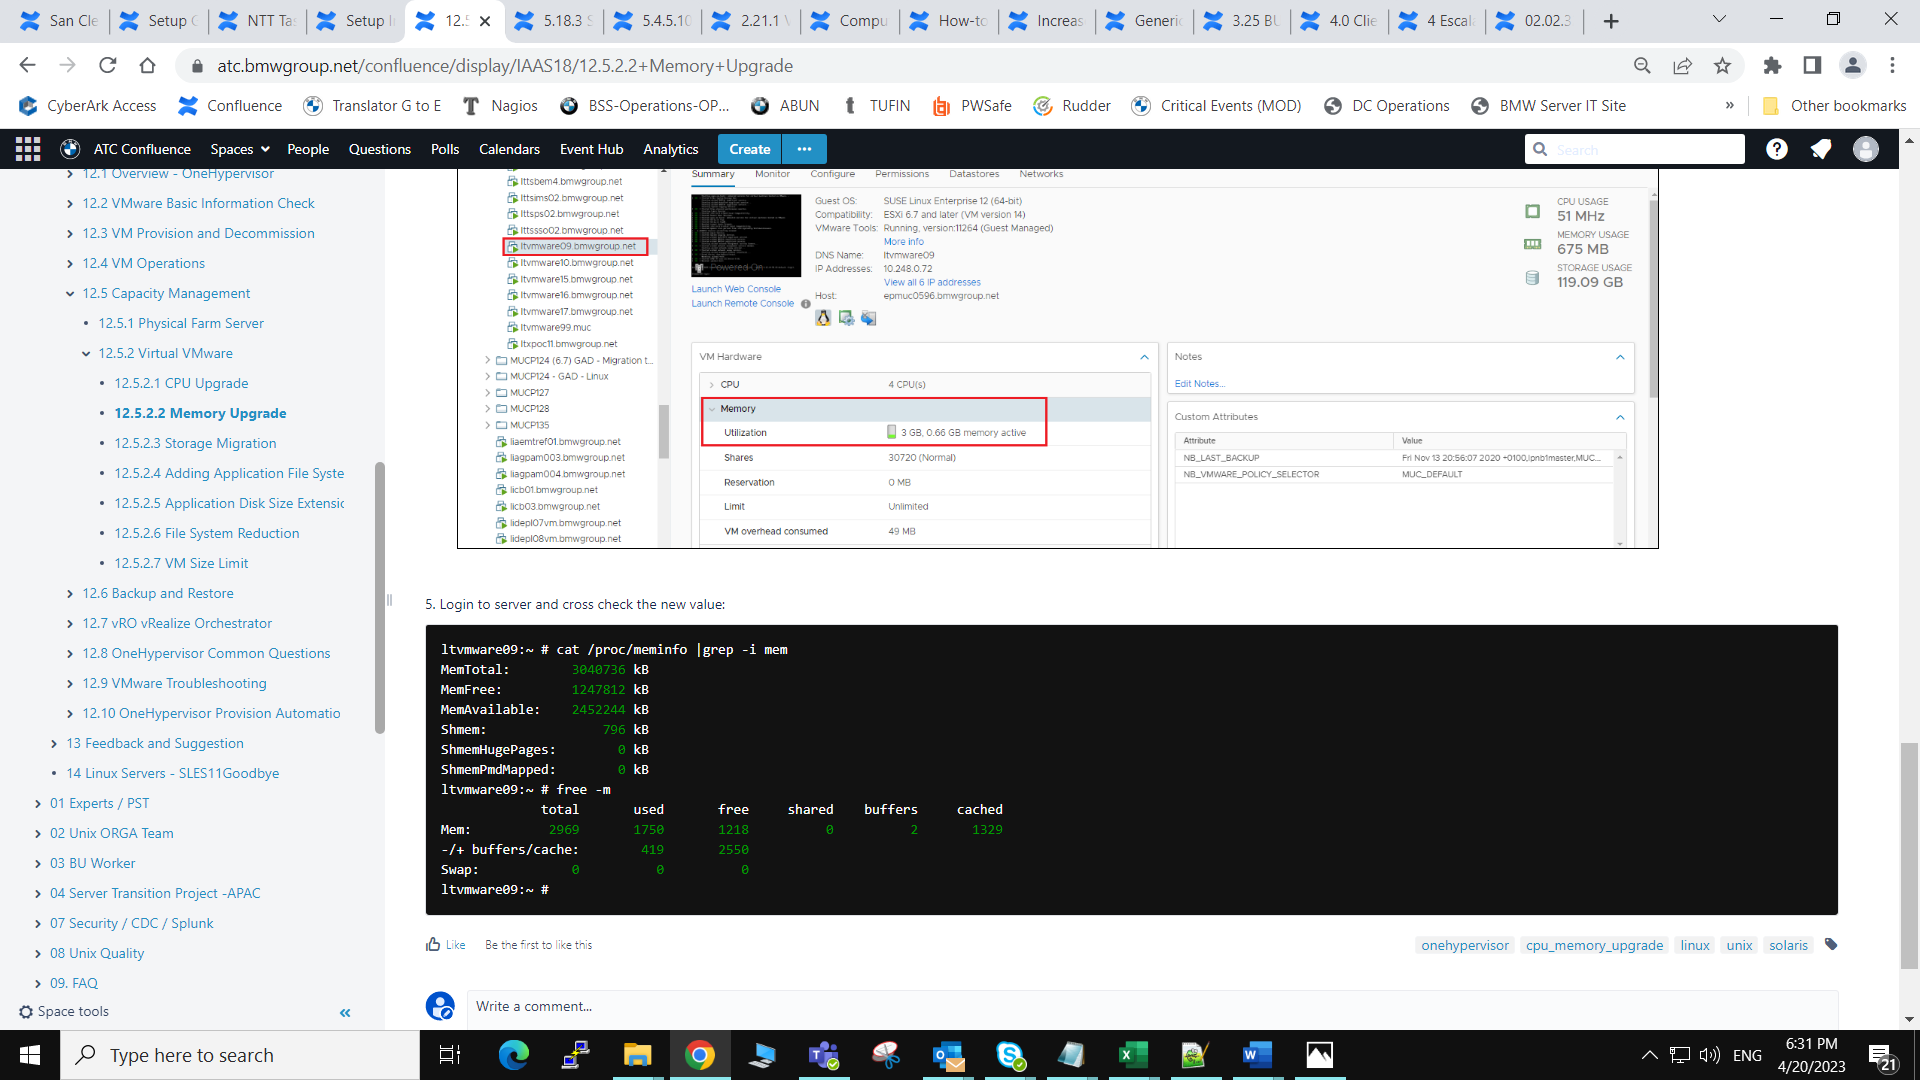 San Cle
Setup C
NTT Tas
Setup In
12.5
5.18.3 S
5.4.5.10
2.21.1 V
Compu
How-to
Increas
Generic
3.25 BU
4.0 Clie
4 Escala
02.02.3
atc.bmwgroup.net/confluence/display/IAAS18/12.5.2.2+Memory+Upgrade
CyberArk Access
Confluence
Translator G to E
Nagios
BSS-Operations-OP...
ABUN
TUFIN
PWSafe
Rudder
Critical Events (MOD)
DC Operations
BMW Server IT Site
»
Other bookmarks
ATC Confluence
Spaces
People
Questions
Polls
Calendars
Event Hub
Analytics
Create
···
Search
12.1 Overview - OneHypervisor
12.2 VMware Basic Information Check
12.3 VM Provision and Decommission
12.4 VM Operations
12.5 Capacity Management
12.5.1 Physical Farm Server
12.5.2 Virtual VMware
12.5.2.1 CPU Upgrade
12.5.2.2 Memory Upgrade
12.5.2.3 Storage Migration
12.5.2.4 Adding Application File Syste
12.5.2.5 Application Disk Size Extensic
12.5.2.6 File System Reduction
12.5.2.7 VM Size Limit
12.6 Backup and Restore
12.7 vRO vRealize Orchestrator
12.8 OneHypervisor Common Questions
12.9 VMware Troubleshooting
12.10 OneHypervisor Provision Automatio
13 Feedback and Suggestion
14 Linux Servers - SLES11Goodbye
01 Experts / PST
02 Unix ORGA Team
03 BU Worker
04 Server Transition Project -APAC
07 Security / CDC / Splunk
08 Unix Quality
09. FAQ
Space tools
«
lttsbem4.bmwgroup.net
lttsims02.bmwgroup.net
lttsps02.bmwgroup.net
lttssso02.bmwgroup.net
ltvmware09.bmwgroup.net
ltvmware10.bmwgroup.net
ltvmware15.bmwgroup.net
ltvmware16.bmwgroup.net
ltvmware17.bmwgroup.net
ltvmware99.muc
ltxpoc11.bmwgroup.net
MUCP124 (6.7) GAD - Migration t...
MUCP124 - GAD - Linux
MUCP127
MUCP128
MUCP135
liaemtref01.bmwgroup.net
liagpam003.bmwgroup.net
liagpam004.bmwgroup.net
licb01.bmwgroup.net
licb03.bmwgroup.net
lidepl07vm.bmwgroup.net
lidepl08vm.bmwgroup.net
Summary Monitor Configure Permissions Datastores Networks
Powered On
Launch Web Console
Launch Remote Console
Guest OS: SUSE Linux Enterprise 12 (64-bit)
Compatibility: ESXi 6.7 and later (VM version 14)
VMware Tools: Running, version:11264 (Guest Managed)
More info
DNS Name: ltvmware09
IP Addresses: 10.248.0.72
View all 6 IP addresses
Host: epmuc0596.bmwgroup.net
CPU USAGE
51 MHz
MEMORY USAGE
675 MB
STORAGE USAGE
119.09 GB
VM Hardware
CPU 4 CPU(s)
Memory
Utilization 3 GB, 0.66 GB memory active
Shares 30720 (Normal)
Reservation 0 MB
Limit Unlimited
VM overhead consumed 49 MB
Notes
Edit Notes...
Custom Attributes
Attribute Value
NB_LAST_BACKUP Fri Nov 13 20:56:07 2020 +0100,lpnb1master,MUC...
NB_VMWARE_POLICY_SELECTOR MUC_DEFAULT
5. Login to server and cross check the new value:
ltvmware09:~ # cat /proc/meminfo |grep -i mem
MemTotal: 3040736 kB
MemFree: 1247812 kB
MemAvailable: 2452244 kB
Shmem: 796 kB
ShmemHugePages: 0 kB
ShmemPmdMapped: 0 kB
ltvmware09:~ # free -m
total used free shared buffers cached
Mem: 2969 1750 1218 0 2 1329
-/+ buffers/cache: 419 2550
Swap: 0 0 0
ltvmware09:~ #
Like
Be the first to like this
onehypervisor
cpu_memory_upgrade
linux
unix
solaris
Write a comment...
Type here to search
ENG
6:31 PM
4/20/2023
21